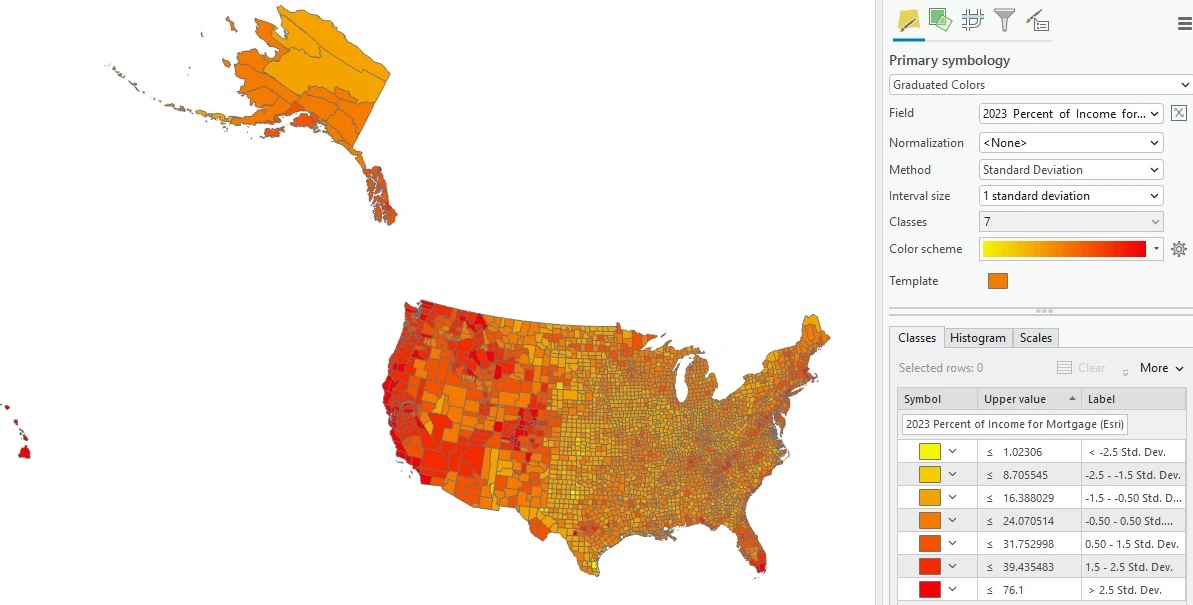 Primary symbology
Graduated Colors
Field 2023 Percent of Income for...
Normalization <None>
Method Standard Deviation
Interval size 1 standard deviation
Classes 7
Color scheme
Template
Classes Histogram Scales
Selected rows: 0 Clear More
Symbol Upper value Label
2023 Percent of Income for Mortgage (Esri)
≤ 1.02306 < -2.5 Std. Dev.
≤ 8.705545 -2.5 - -1.5 Std. Dev.
≤ 16.388029 -1.5 - -0.50 Std. D...
≤ 24.070514 -0.50 - 0.50 Std....
≤ 31.752998 0.50 - 1.5 Std. Dev.
≤ 39.435483 1.5 - 2.5 Std. Dev.
≤ 76.1 > 2.5 Std. Dev.